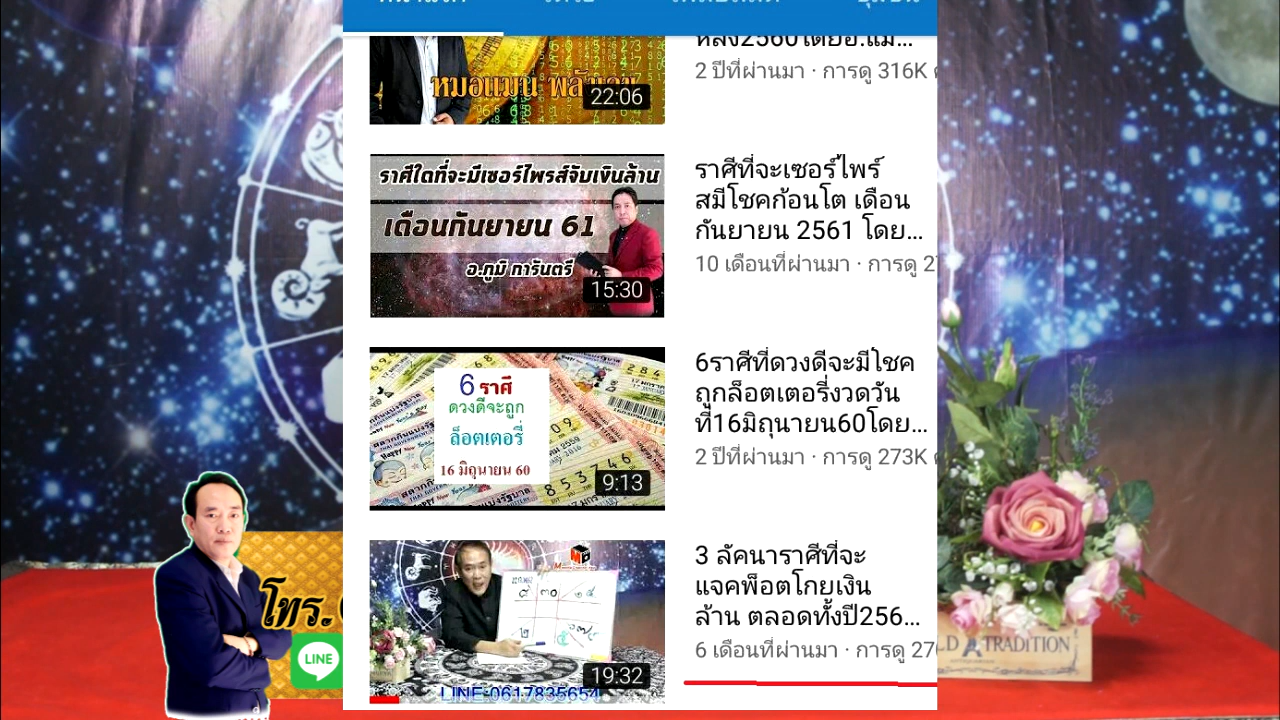 หลัง2560โดยอ.แม...
2 ปีที่ผ่านมา · การดู 316K
หมอแมน
22:06
ราศีใดที่จะมีเซอร์ไพรส์จับเงินล้าน
เดือนกันยายน 61
อ.ภูมิ การันตรี
15:30
ราศีที่จะเซอร์ไพร์
สมีโชคก้อนโต เดือน
กันยายน 2561 โดย...
10 เดือนที่ผ่านมา · การดู 27
6 ราศี
ดวงดีจะถูก
ล็อตเตอรี่
16 มิถุนายน 60
9:13
6ราศีที่ดวงดีจะมีโชค
ถูกล็อตเตอรี่งวดวัน
ที่16มิถุนายน60โดย...
2 ปีที่ผ่านมา · การดู 273K
19:32
LINE:0617835654
3 ลัคนาราศีที่จะ
แจคพ็อตโกยเงิน
ล้าน ตลอดทั้งปี256...
6 เดือนที่ผ่านมา · การดู 27
โทร.
LINE
TRADITION